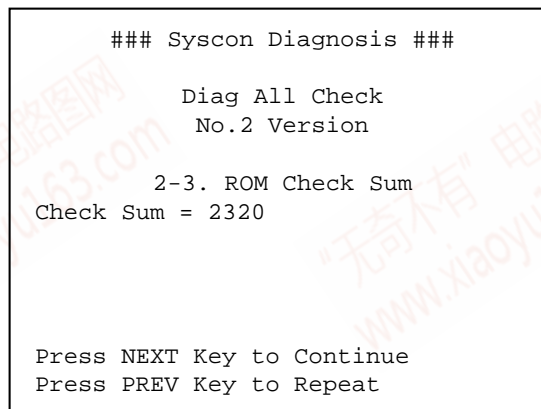 ### Syscon Diagnosis ###
Diag All Check
No.2 Version
2-3. ROM Check Sum
Check Sum = 2320
Press NEXT Key to Continue
Press PREV Key to Repeat